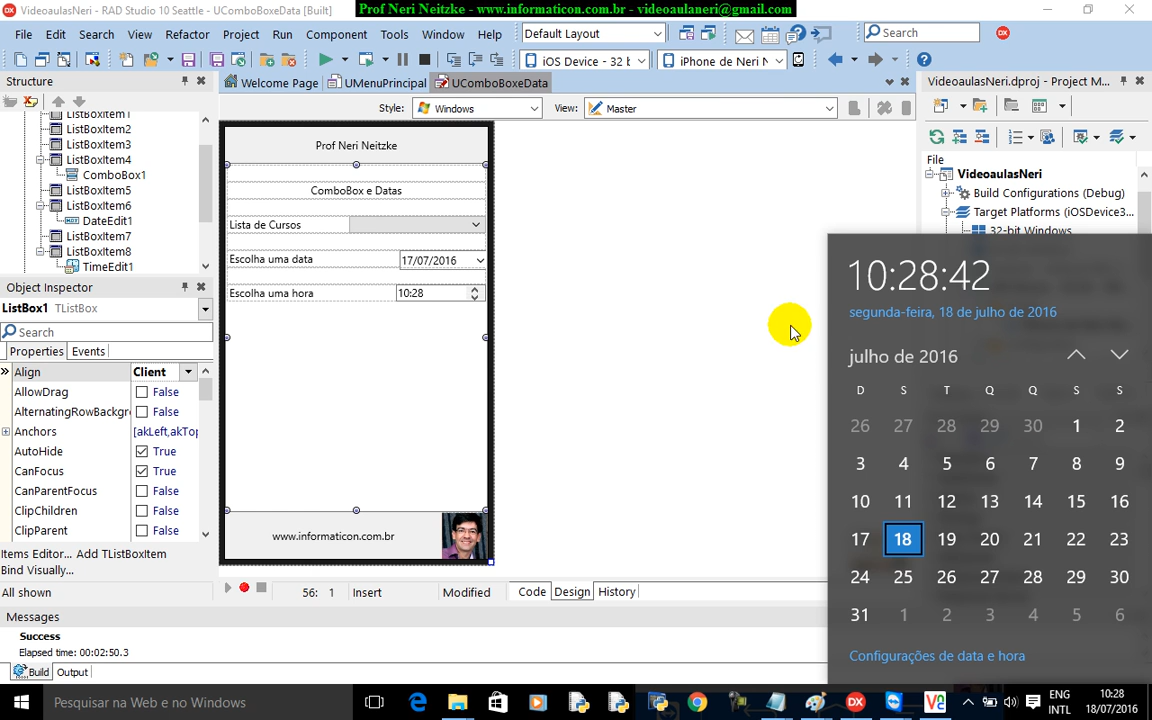 VideoaulasNeri - RAD Studio 10 Seattle - UComboBoxeData [Built]
Prof Neri Neitzke - www.informaticon.com.br - videoaulaneri@gmail.com
File Edit Search View Refactor Project Run Component Tools Window Help
Default Layout
Search
iOS Device - 32 b
iPhone de Neri N
Structure
ListBoxItem1
ListBoxItem2
ListBoxItem3
ListBoxItem4
ComboBox1
ListBoxItem5
ListBoxItem6
DateEdit1
ListBoxItem7
ListBoxItem8
TimeEdit1
Object Inspector
ListBox1 TListBox
Search
Properties Events
Align Client
AllowDrag False
AlternatingRowBackgr False
Anchors [akLeft,akTop
AutoHide True
CanFocus True
CanParentFocus False
ClipChildren False
ClipParent False
Items Editor... Add TListBoxItem
Bind Visually...
All shown
Welcome Page UMenuPrincipal UComboBoxeData
Style: Windows View: Master
Prof Neri Neitzke
ComboBox e Datas
Lista de Cursos
Escolha uma data 17/07/2016
Escolha uma hora 10:28
www.informaticon.com.br
56: 1 Insert Modified Code Design History
Messages
Success
Elapsed time: 00:02:50.3
Build Output
VideoaulasNeri.dproj - Project M...
File
VideoaulasNeri
Build Configurations (Debug)
Target Platforms (iOSDevice3...
32-bit Windows
10:28:42
segunda-feira, 18 de julho de 2016
julho de 2016
D S T Q Q S S
26 27 28 29 30 1 2
3 4 5 6 7 8 9
10 11 12 13 14 15 16
17 18 19 20 21 22 23
24 25 26 27 28 29 30
31 1 2 3 4 5 6
Configurações de data e hora
Pesquisar na Web e no Windows
ENG
INTL
10:28
18/07/2016